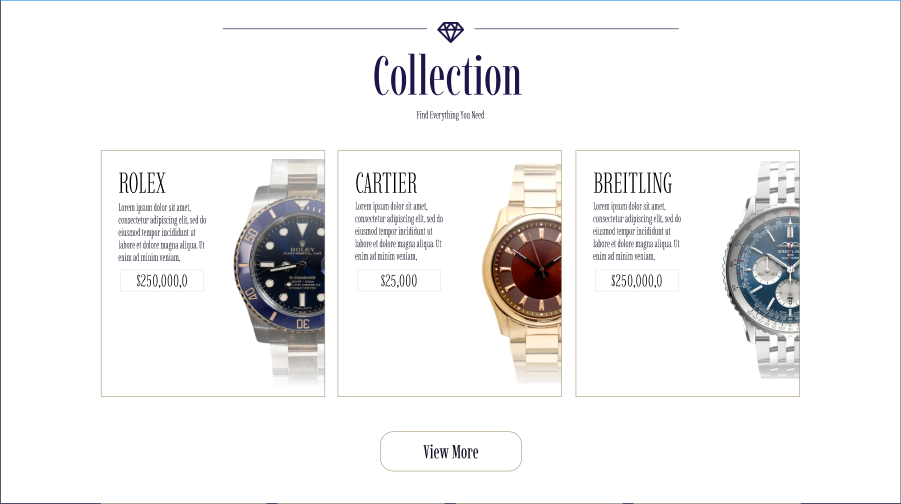 Collection
Find Everything You Need
ROLEX
Lorem ipsum dolor sit amet,
consectetur adipiscing elit, sed do
eiusmod tempor incididunt ut
labore et dolore magna aliqua. Ut
enim ad minim veniam,
$250,000,0
ROLEX
SUBMARINER
CARTIER
Lorem ipsum dolor sit amet,
consectetur adipiscing elit, sed do
eiusmod tempor incididunt ut
labore et dolore magna aliqua. Ut
enim ad minim veniam,
$25,000
BREITLING
Lorem ipsum dolor sit amet,
consectetur adipiscing elit, sed do
eiusmod tempor incididunt ut
labore et dolore magna aliqua. Ut
enim ad minim veniam,
$250,000,0
View More